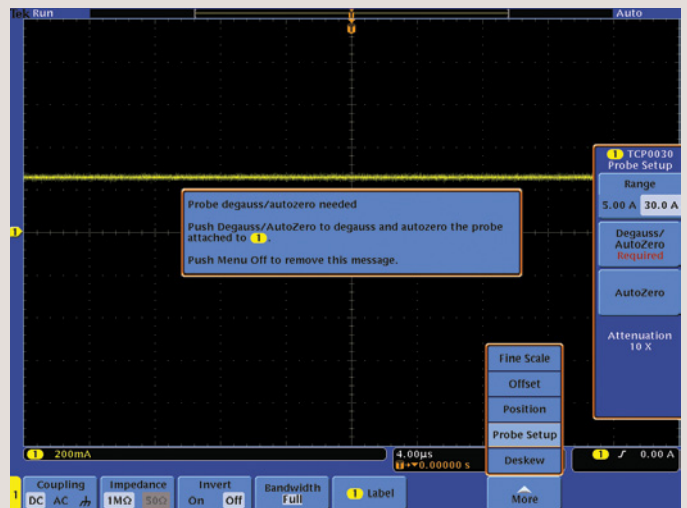 Tek Run
Auto
1 TCP0030
Probe Setup
Range
5.00 A 30.0 A
Probe degauss/autozero needed
Push Degauss/AutoZero to degauss and autozero the probe
attached to 1.
Push Menu Off to remove this message.
1
Degauss/
AutoZero
Required
AutoZero
Attenuation
10 X
Fine Scale
Offset
Position
Probe Setup
Deskew
1 200mA
4.00µs
0.00000 s
1 0.00 A
1
Coupling
DC AC
Impedance
1MΩ 50Ω
Invert
On Off
Bandwidth
Full
1 Label
More